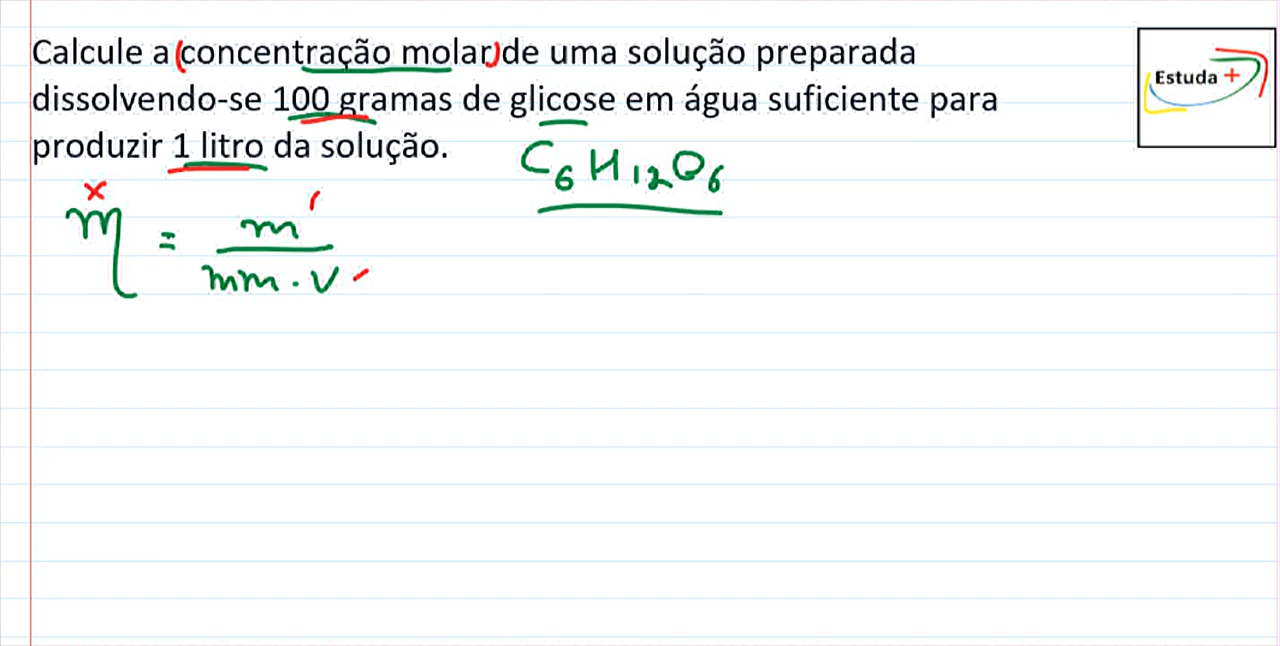 Calcule a (concentração molar) de uma solução preparada
dissolvendo-se 100 gramas de glicose em água suficiente para
produzir 1 litro da solução.
Estuda +
C6H12O6
x
η = m
mm . v